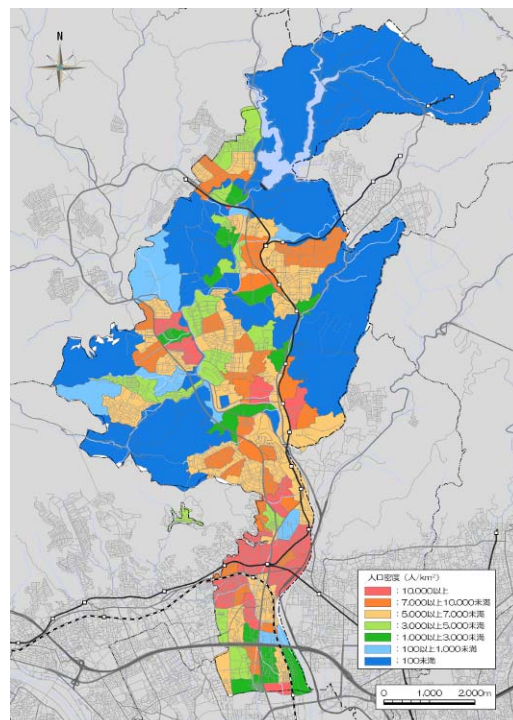 N
人口密度 (人/km²)
：10,000以上
：7,000以上10,000未満
：5,000以上7,000未満
：3,000以上5,000未満
：1,000以上3,000未満
：100以上1,000未満
：100未満
0 1,000 2,000m